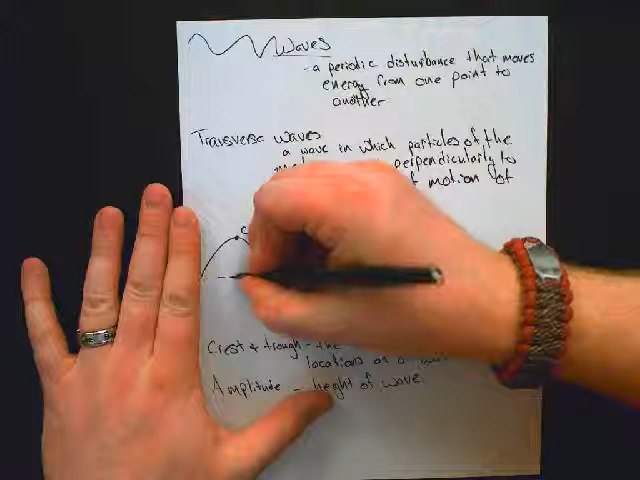 Waves
- a periodic disturbance that moves
energy from one point to
another
Transverse waves
a wave in which particles of the
perpendicularly to
motion of
c
Crest & trough - the
locations on a
Amplitude - height of wave